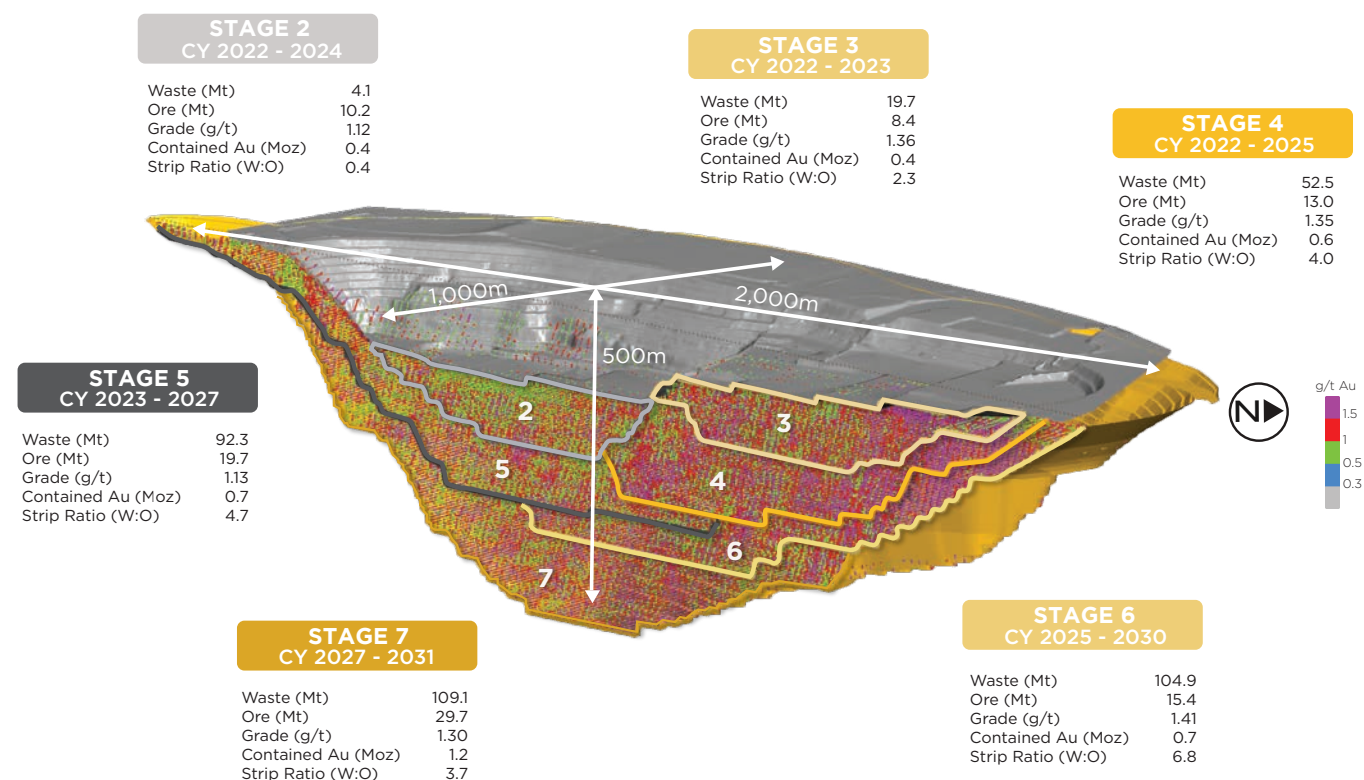 STAGE 2
CY 2022 - 2024
Waste (Mt) 4.1
Ore (Mt) 10.2
Grade (g/t) 1.12
Contained Au (Moz) 0.4
Strip Ratio (W:O) 0.4
STAGE 3
CY 2022 - 2023
Waste (Mt) 19.7
Ore (Mt) 8.4
Grade (g/t) 1.36
Contained Au (Moz) 0.4
Strip Ratio (W:O) 2.3
STAGE 4
CY 2022 - 2025
Waste (Mt) 52.5
Ore (Mt) 13.0
Grade (g/t) 1.35
Contained Au (Moz) 0.6
Strip Ratio (W:O) 4.0
1,000m
2,000m
500m
STAGE 5
CY 2023 - 2027
Waste (Mt) 92.3
Ore (Mt) 19.7
Grade (g/t) 1.13
Contained Au (Moz) 0.7
Strip Ratio (W:O) 4.7
2
3
5
4
6
7
N
g/t Au
1.5
1
0.5
0.3
STAGE 7
CY 2027 - 2031
Waste (Mt) 109.1
Ore (Mt) 29.7
Grade (g/t) 1.30
Contained Au (Moz) 1.2
Strip Ratio (W:O) 3.7
STAGE 6
CY 2025 - 2030
Waste (Mt) 104.9
Ore (Mt) 15.4
Grade (g/t) 1.41
Contained Au (Moz) 0.7
Strip Ratio (W:O) 6.8